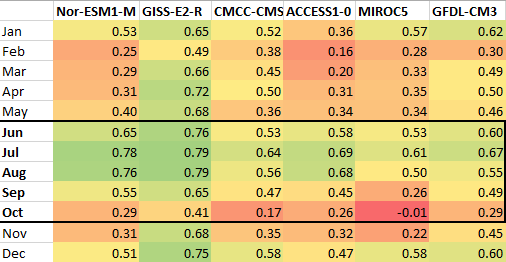 Nor-ESM1-M GISS-E2-R CMCC-CMS ACCESS1-0 MIROC5 GFDL-CM3
Jan 0.53 0.65 0.52 0.36 0.57 0.62
Feb 0.25 0.49 0.38 0.16 0.28 0.30
Mar 0.29 0.66 0.45 0.20 0.33 0.49
Apr 0.31 0.72 0.50 0.31 0.35 0.50
May 0.40 0.68 0.36 0.34 0.34 0.46
Jun 0.65 0.76 0.53 0.58 0.53 0.60
Jul 0.78 0.79 0.64 0.69 0.61 0.67
Aug 0.76 0.79 0.56 0.68 0.50 0.55
Sep 0.55 0.65 0.47 0.45 0.26 0.49
Oct 0.29 0.41 0.17 0.26 -0.01 0.29
Nov 0.31 0.68 0.35 0.32 0.22 0.45
Dec 0.51 0.75 0.58 0.47 0.58 0.60